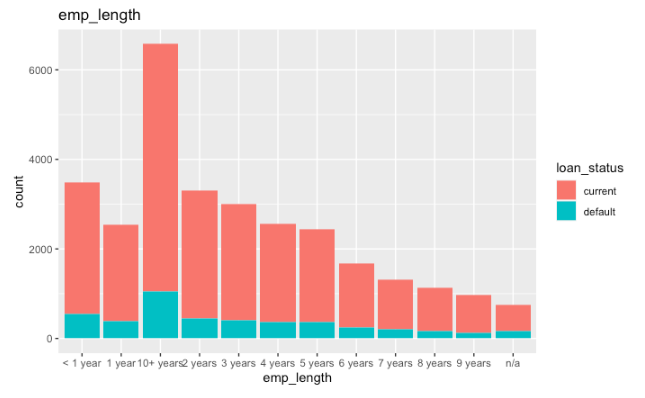 emp_length
6000
4000
2000
0
count
< 1 year 1 year 10+ years 2 years 3 years 4 years 5 years 6 years 7 years 8 years 9 years n/a
emp_length
loan_status
current
default